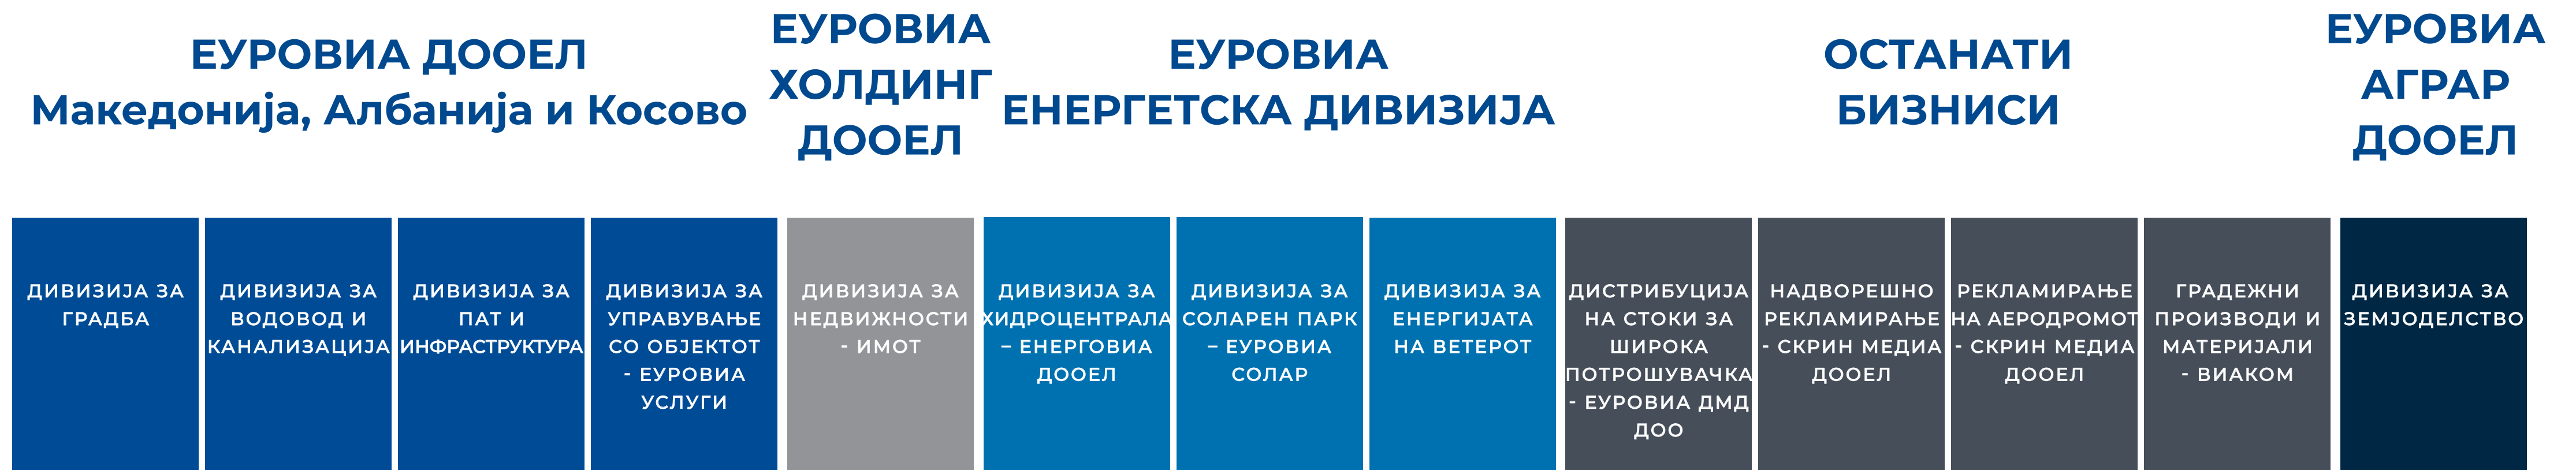 ЕУРОВИА ДООЕЛ
Македонија, Албанија и Косово
ЕУРОВИА
ХОЛДИНГ
ДООЕЛ
ЕУРОВИА
ЕНЕРГЕТСКА ДИВИЗИЈА
ОСТАНАТИ
БИЗНИСИ
ЕУРОВИА
АГРАР
ДООЕЛ
ДИВИЗИЈА ЗА
ГРАДБА
ДИВИЗИЈА ЗА
ВОДОВОД И
КАНАЛИЗАЦИЈА
ДИВИЗИЈА ЗА
ПАТ И
ИНФРАСТРУКТУРА
ДИВИЗИЈА ЗА
УПРАВУВАЊЕ
СО ОБЈЕКТОТ
- ЕУРОВИА
УСЛУГИ
ДИВИЗИЈА ЗА
НЕДВИЖНОСТИ
- ИМОТ
ДИВИЗИЈА ЗА
ХИДРОЦЕНТРАЛА
– ЕНЕРГОВИА
ДООЕЛ
ДИВИЗИЈА ЗА
СОЛАРЕН ПАРК
– ЕУРОВИА
СОЛАР
ДИВИЗИЈА ЗА
ЕНЕРГИЈАТА
НА ВЕТЕРОТ
ДИСТРИБУЦИЈА
НА СТОКИ ЗА
ШИРОКА
ПОТРОШУВАЧКА
- ЕУРОВИА ДМД
ДОО
НАДВОРЕШНО
РЕКЛАМИРАЊЕ
- СКРИН МЕДИА
ДООЕЛ
РЕКЛАМИРАЊЕ
НА АЕРОДРОМОТ
- СКРИН МЕДИА
ДООЕЛ
ГРАДЕЖНИ
ПРОИЗВОДИ И
МАТЕРИЈАЛИ
- ВИАКОМ
ДИВИЗИЈА ЗА
ЗЕМЈОДЕЛСТВО